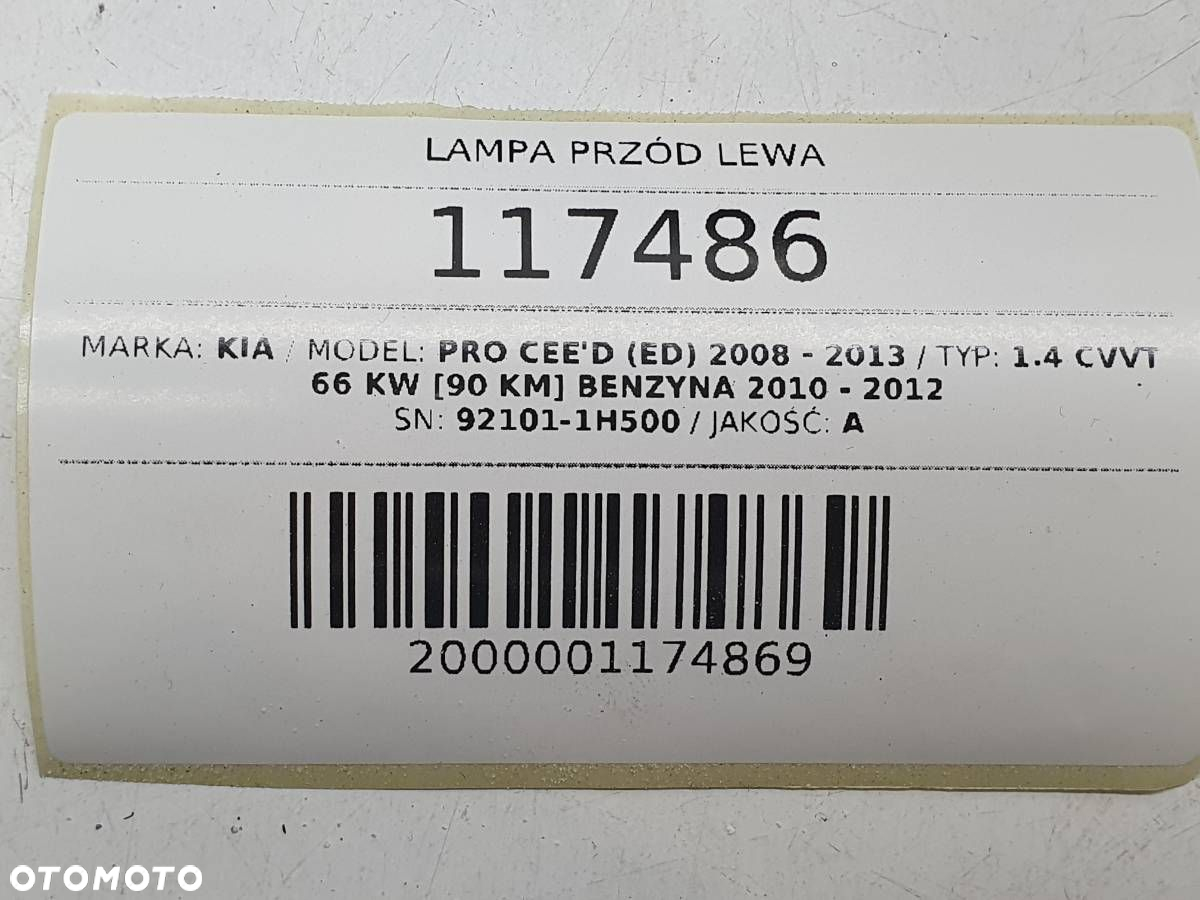 LAMPA PRZÓD LEWA
117486
MARKA: KIA / MODEL: PRO CEE'D (ED) 2008 - 2013 / TYP: 1.4 CVVT
66 KW [90 KM] BENZYNA 2010 - 2012
SN: 92101-1H500 / JAKOŚĆ: A
2000001174869
OTOMOTO